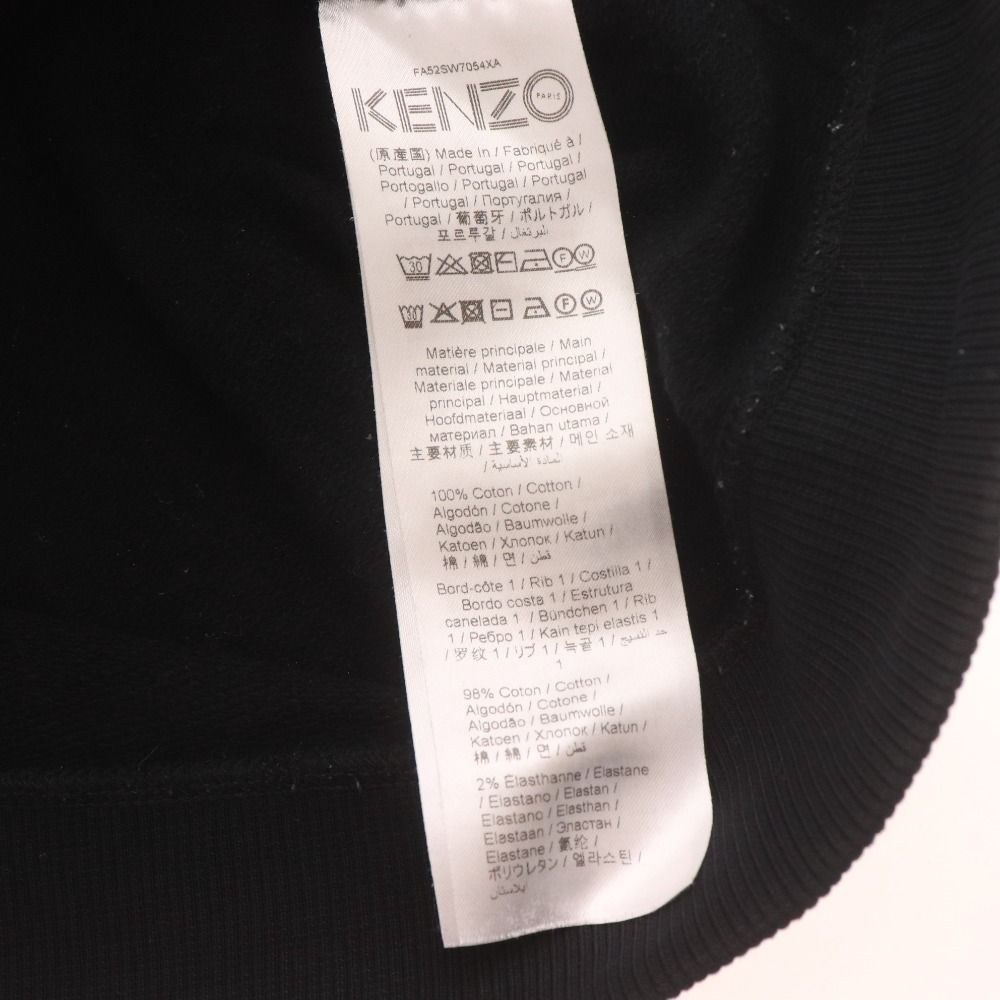 FA52SW7054XA
KENZO PARIS
(原産国) Made in / Fabriqué à /
Portugal / Portugal / Portugal /
Portogallo / Portugal / Portugal
/ Portugal / Португалия /
Portugal / 葡萄牙 / ポルトガル /
포르투갈 / البرتغال /
30
F W
F W
Matière principale / Main
material / Material principal /
Materiale principale / Material
principal / Hauptmaterial /
Hoofdmateriaal / Основной
материал / Bahan utama /
主要材质 / 主要素材 / 메인 소재
/ المادة الأساسية
100% Coton / Cotton /
Algodón / Cotone /
Algodão / Baumwolle /
Katoen / Хлопок / Katun /
棉 / 綿 / 면 / قطن
Bord-côte 1 / Rib 1 / Costilla 1 /
Bordo costa 1 / Estrutura
canelada 1 / Bündchen 1 / Rib
1 / Ребро 1 / Kain tepi elastis 1
/ 罗纹 1 / リブ 1 / 늑골 1 /
1
98% Coton / Cotton /
Algodón / Cotone /
Algodão / Baumwolle /
Katoen / Хлопок / Katun /
棉 / 綿 / 면 / قطن
2% Élasthanne / Elastane
/ Elastano / Elastan /
Elastano / Elasthan /
Elastaan / Эластан /
Elastane / 氨纶 /
ポリウレタン / 엘라스틴 /
إيلاستان